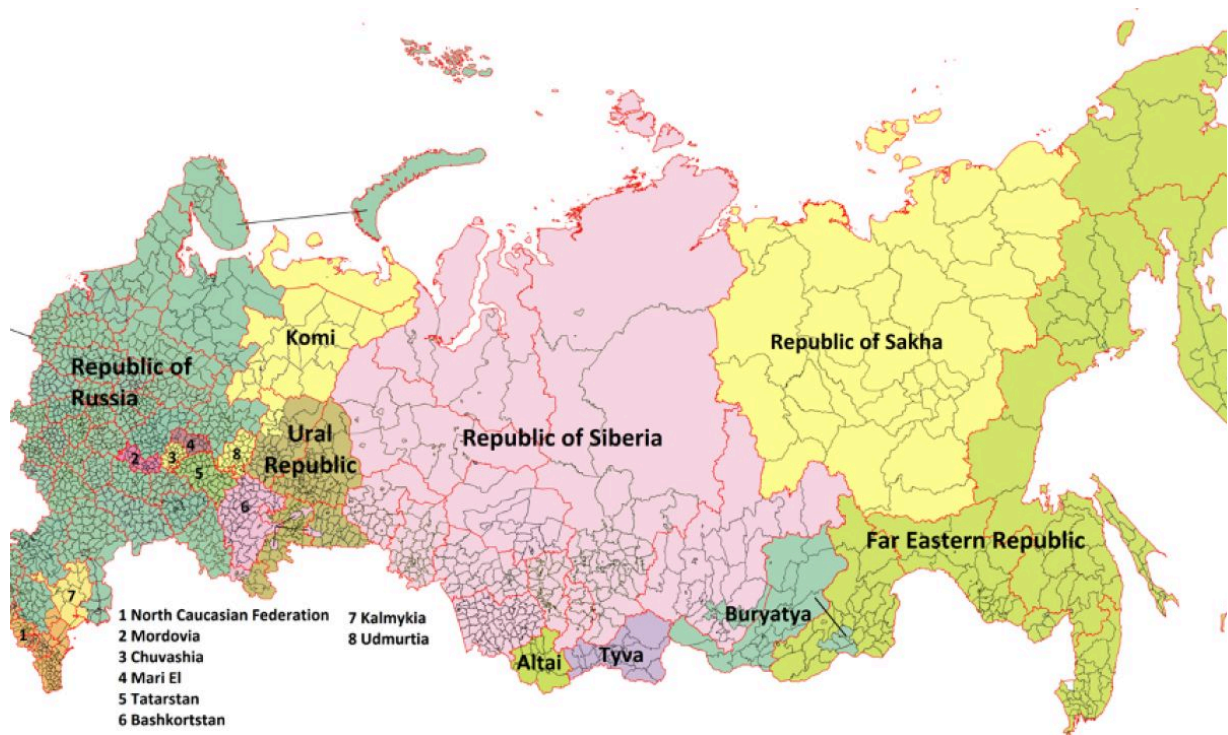 Komi
Republic of
Russia
Ural
Republic
Republic of Siberia
Republic of Sakha
Far Eastern Republic
Buryatya
Altai
Tyva
4
2
3
8
5
6
7
1
1 North Caucasian Federation
2 Mordovia
3 Chuvashia
4 Mari El
5 Tatarstan
6 Bashkortstan
7 Kalmykia
8 Udmurtia